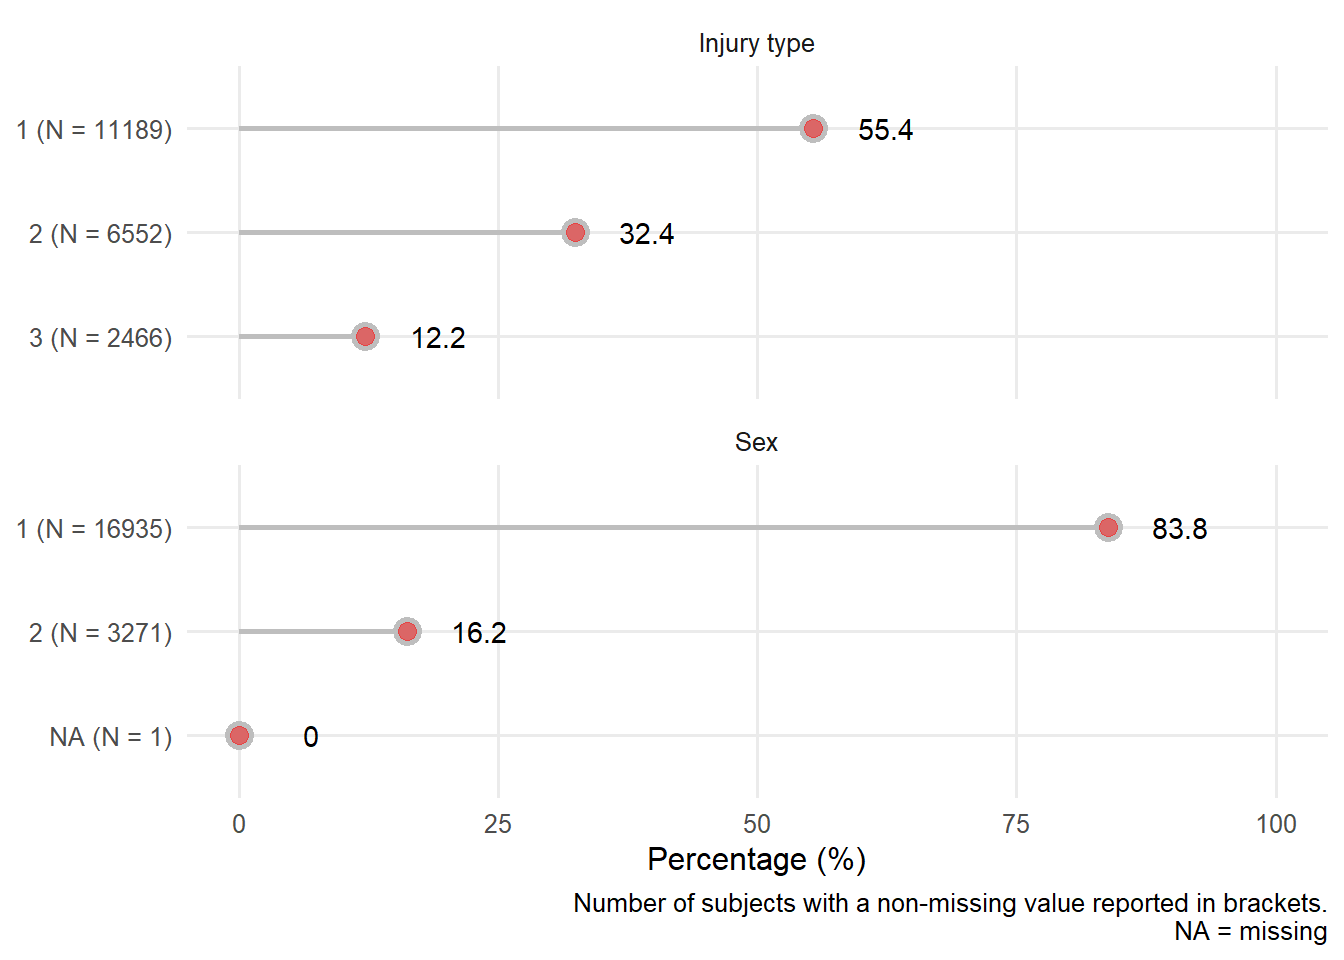 Injury type
1 (N = 11189)
55.4
2 (N = 6552)
32.4
3 (N = 2466)
12.2
Sex
1 (N = 16935)
83.8
2 (N = 3271)
16.2
NA (N = 1)
0
0 25 50 75 100
Percentage (%)
Number of subjects with a non-missing value reported in brackets.
NA = missing